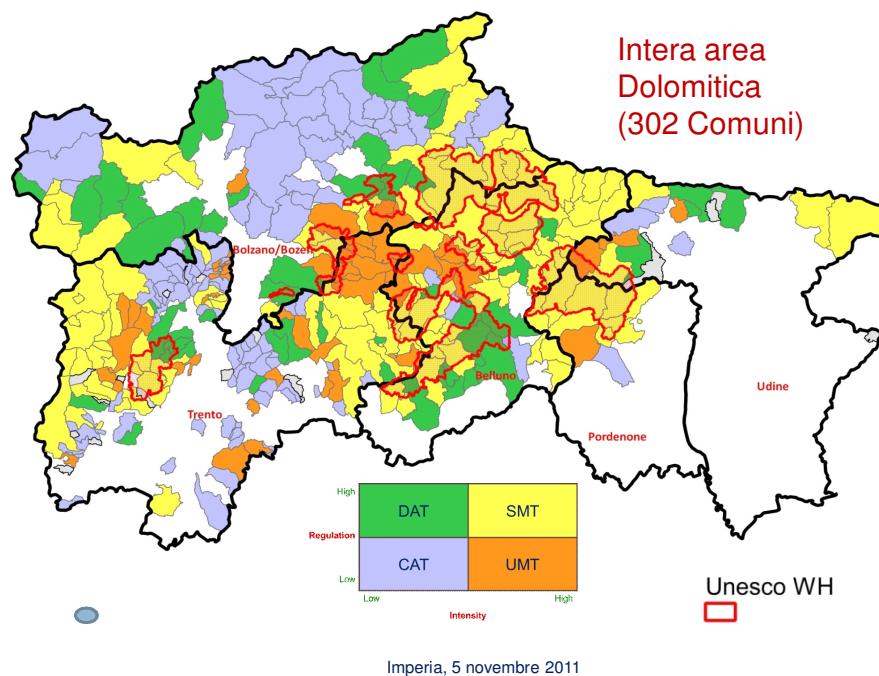 Intera area
Dolomitica
(302 Comuni)
Bolzano/Bozen
Belluno
Udine
Trento
Pordenone
High
DAT
SMT
Regulation
CAT
UMT
Low
Low
High
Intensity
Unesco WH
Imperia, 5 novembre 2011